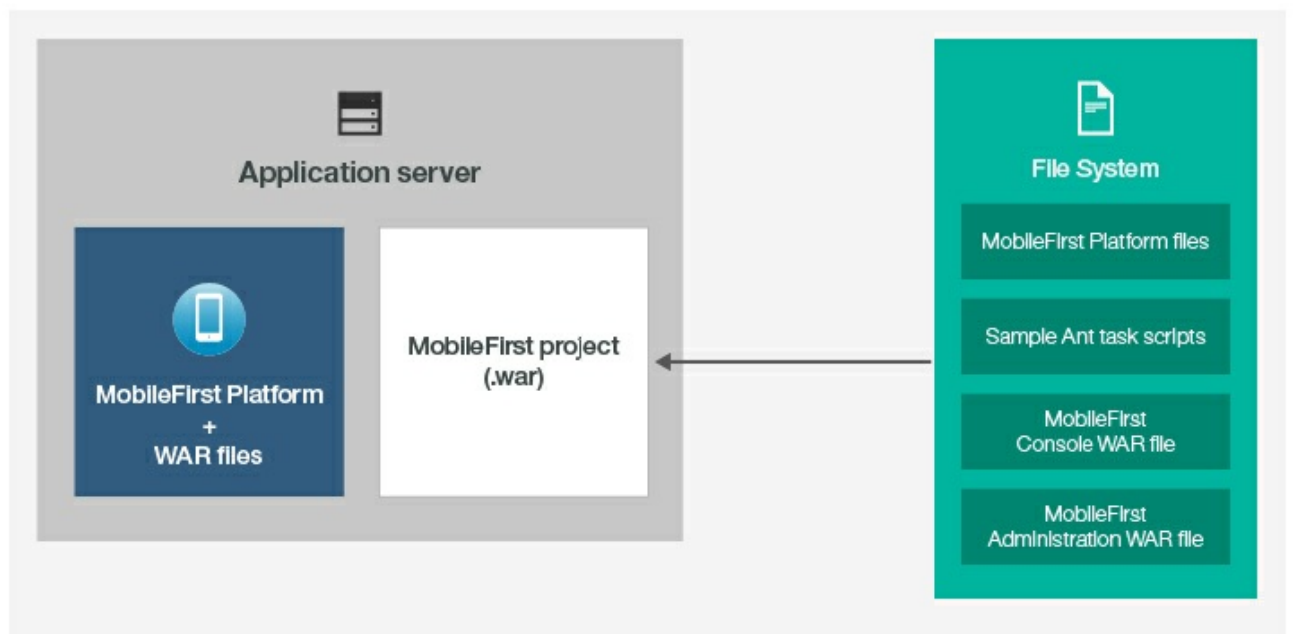 Application server
MobileFirst Platform
+
WAR files
MobileFirst project
(.war)
File System
MobileFirst Platform files
Sample Ant task scripts
MobileFirst
Console WAR file
MobileFirst
Administration WAR file